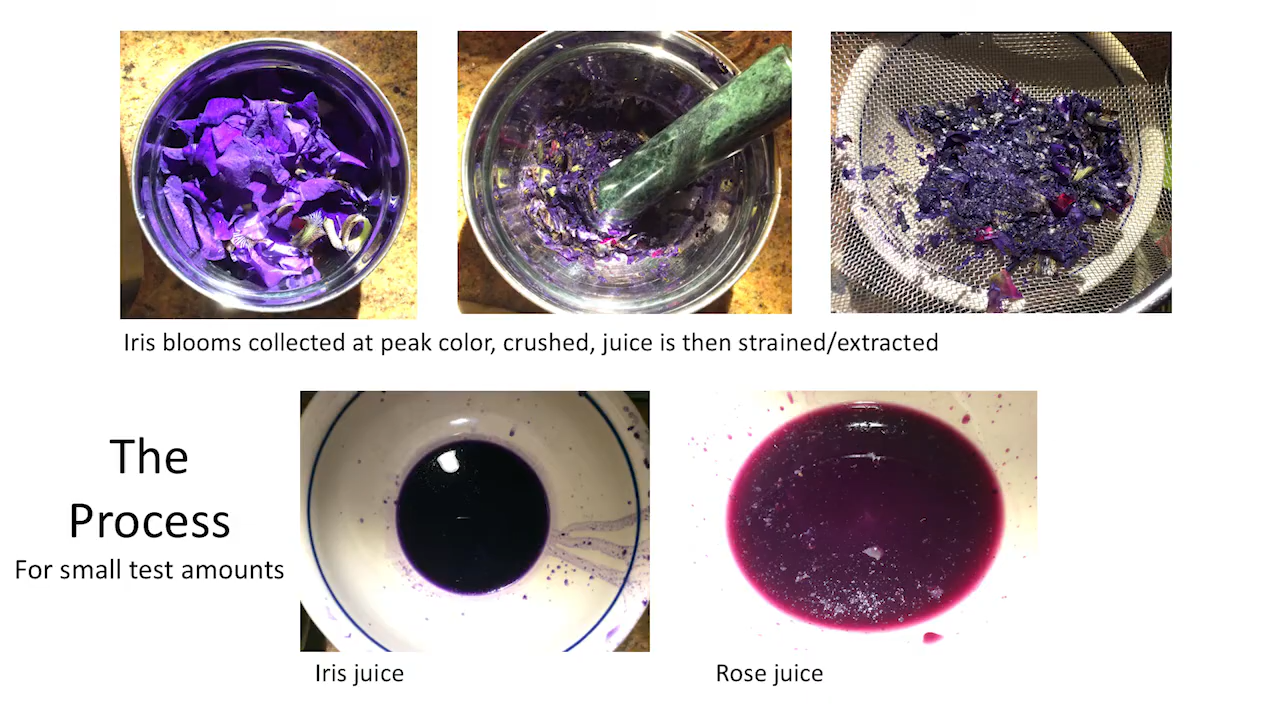 Iris blooms collected at peak color, crushed, juice is then strained/extracted
The
Process
For small test amounts
Iris juice
Rose juice